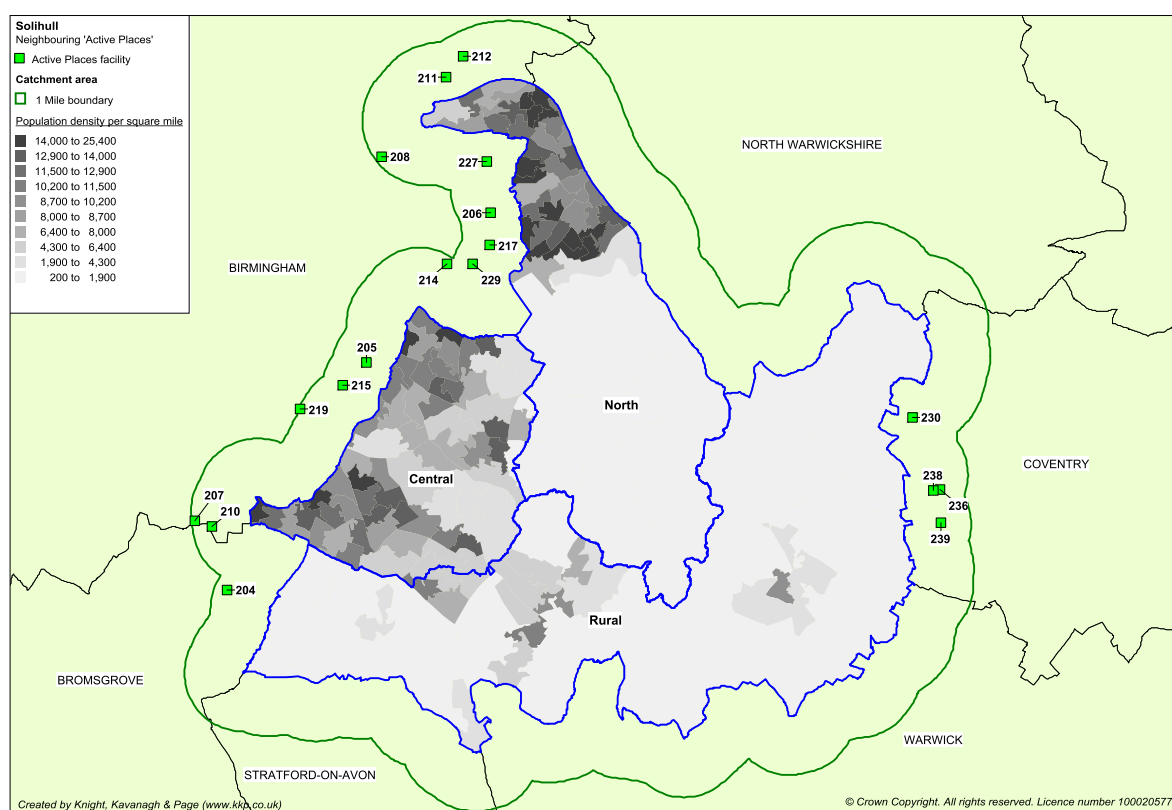 Solihull
Neighbouring 'Active Places'
Active Places facility
Catchment area
1 Mile boundary
Population density per square mile
14,000 to 25,400
12,900 to 14,000
11,500 to 12,900
10,200 to 11,500
8,700 to 10,200
8,000 to 8,700
6,400 to 8,000
4,300 to 6,400
1,900 to 4,300
200 to 1,900
212
211
NORTH WARWICKSHIRE
208
227
206
217
BIRMINGHAM
214
229
205
215
North
219
230
COVENTRY
238
Central
207
236
210
239
204
Rural
BROMSGROVE
WARWICK
STRATFORD-ON-AVON
Created by Knight, Kavanagh & Page (www.kkp.co.uk)
© Crown Copyright. All rights reserved. Licence number 100020577